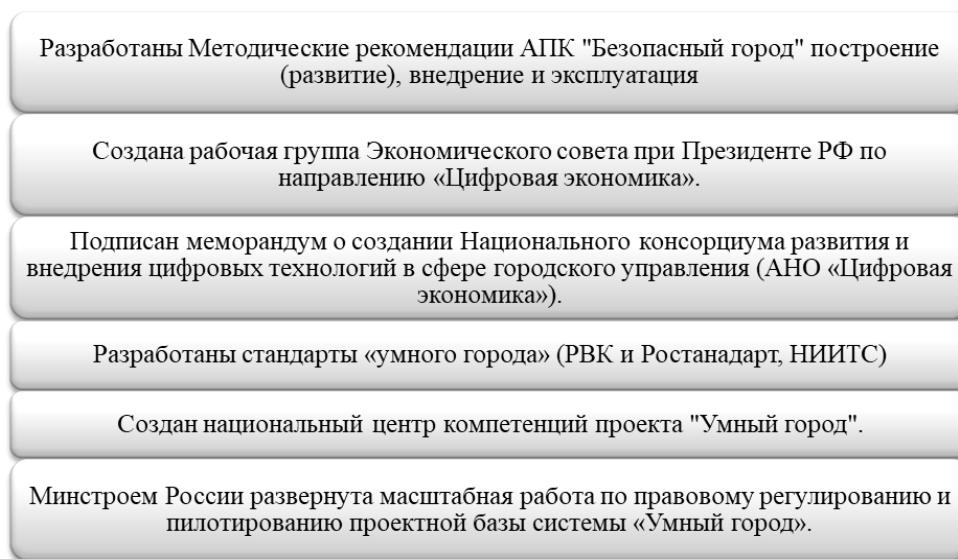 Разработаны Методические рекомендации АПК "Безопасный город" построение
(развитие), внедрение и эксплуатация
Создана рабочая группа Экономического совета при Президенте РФ по
направлению «Цифровая экономика».
Подписан меморандум о создании Национального консорциума развития и
внедрения цифровых технологий в сфере городского управления (АНО «Цифровая
экономика»).
Разработаны стандарты «умного города» (РВК и Ростанадарт, НИИТС)
Создан национальный центр компетенций проекта "Умный город".
Минстроем России развернута масштабная работа по правовому регулированию и
пилотированию проектной базы системы «Умный город».